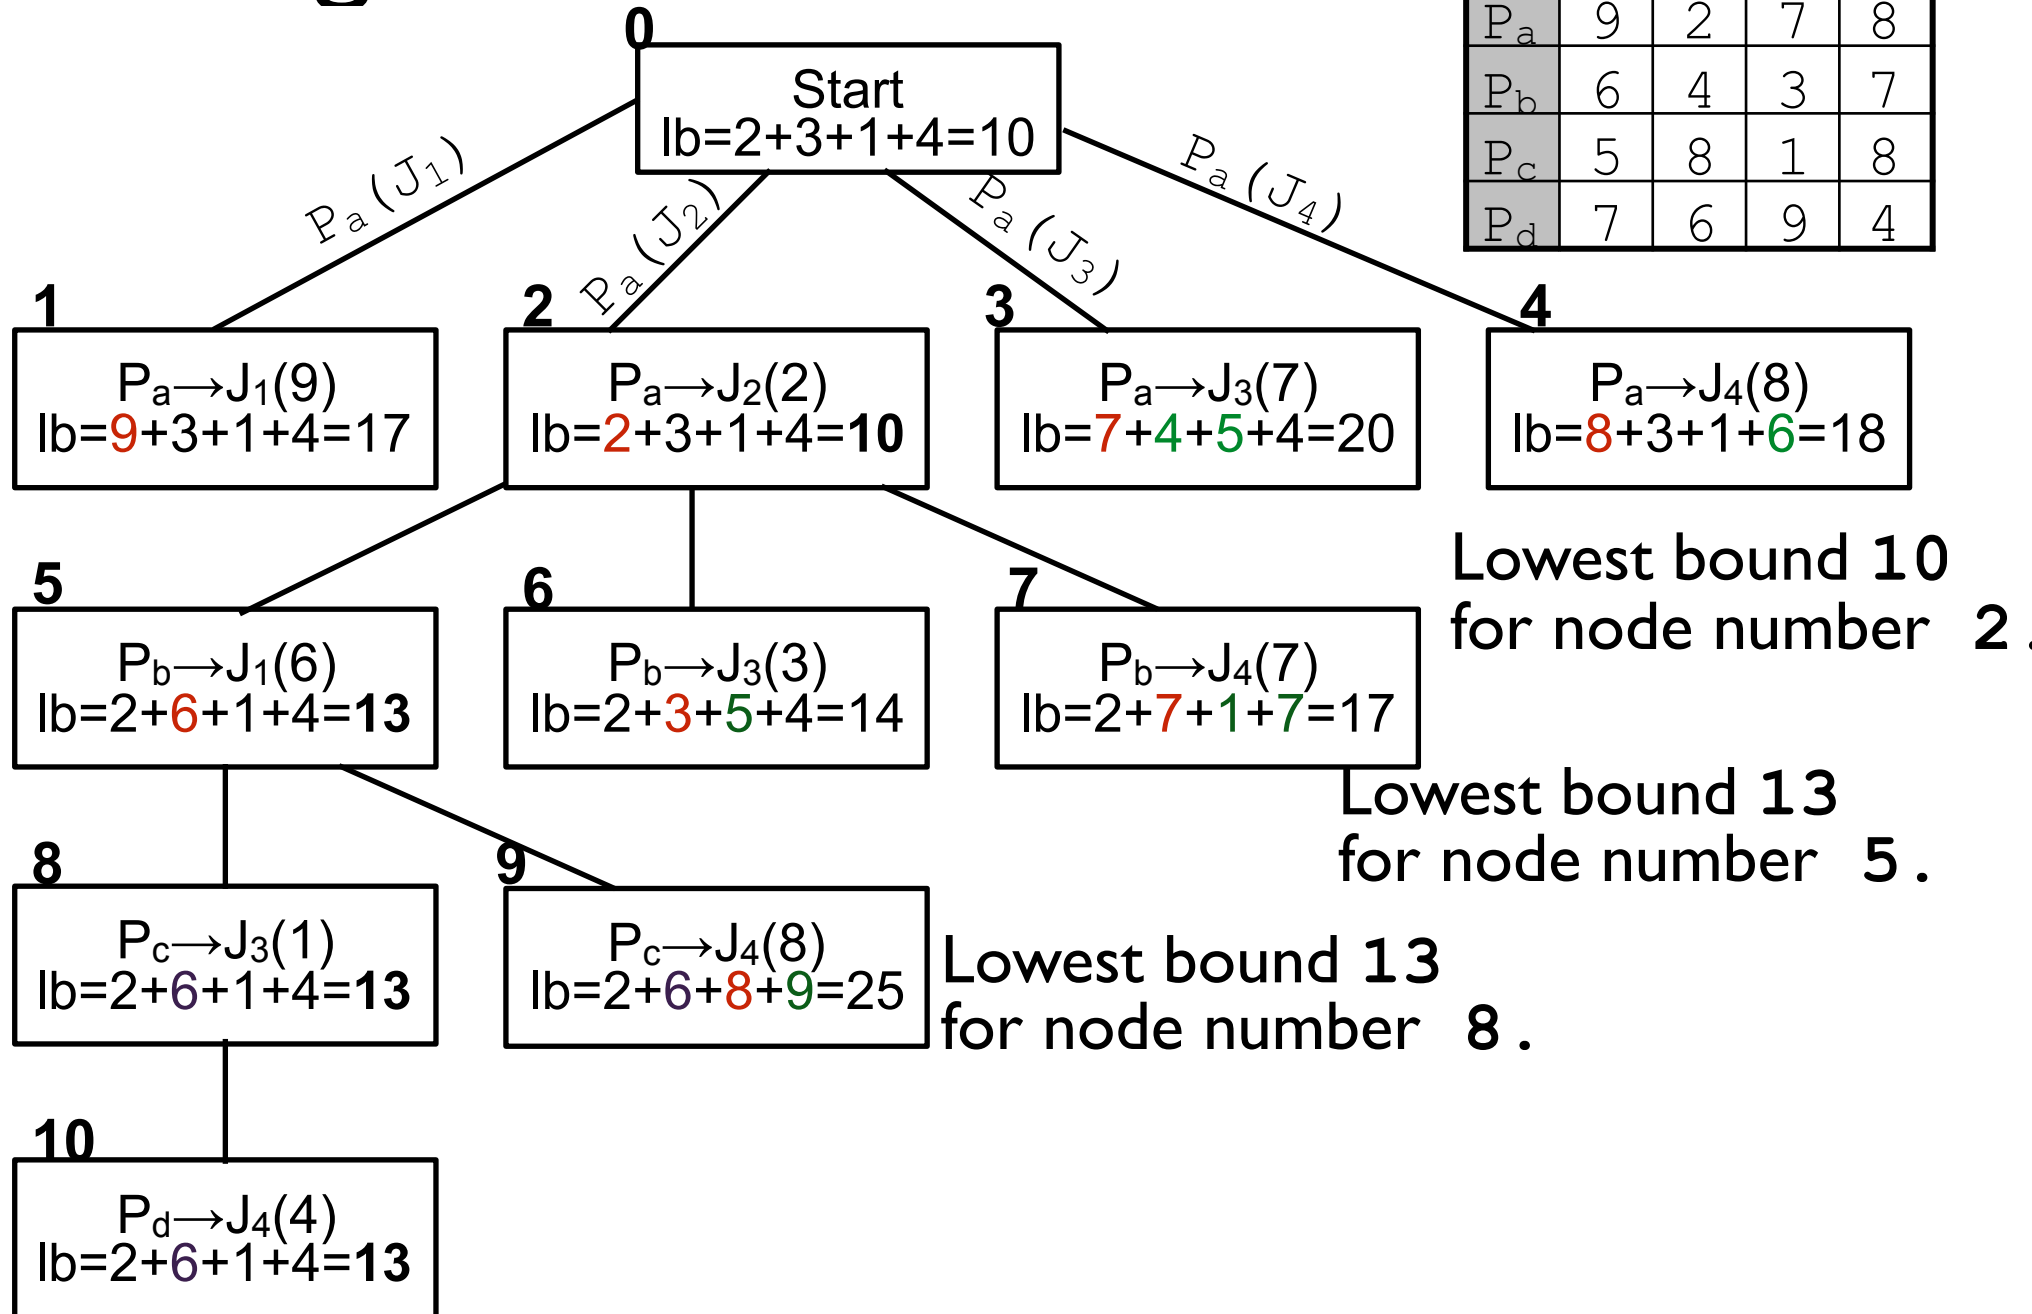 0
Start
lb=2+3+1+4=10
Pa 9 2 7 8
Pb 6 4 3 7
Pc 5 8 1 8
Pd 7 6 9 4
Pa(J1)
Pa(J2)
Pa(J3)
Pa(J4)
1
Pa→J1(9)
lb=9+3+1+4=17
2
Pa→J2(2)
lb=2+3+1+4=10
3
Pa→J3(7)
lb=7+4+5+4=20
4
Pa→J4(8)
lb=8+3+1+6=18
Lowest bound 10
for node number 2.
5
Pb→J1(6)
lb=2+6+1+4=13
6
Pb→J3(3)
lb=2+3+5+4=14
7
Pb→J4(7)
lb=2+7+1+7=17
Lowest bound 13
for node number 5.
8
Pc→J3(1)
lb=2+6+1+4=13
9
Pc→J4(8)
lb=2+6+8+9=25
Lowest bound 13
for node number 8.
10
Pd→J4(4)
lb=2+6+1+4=13